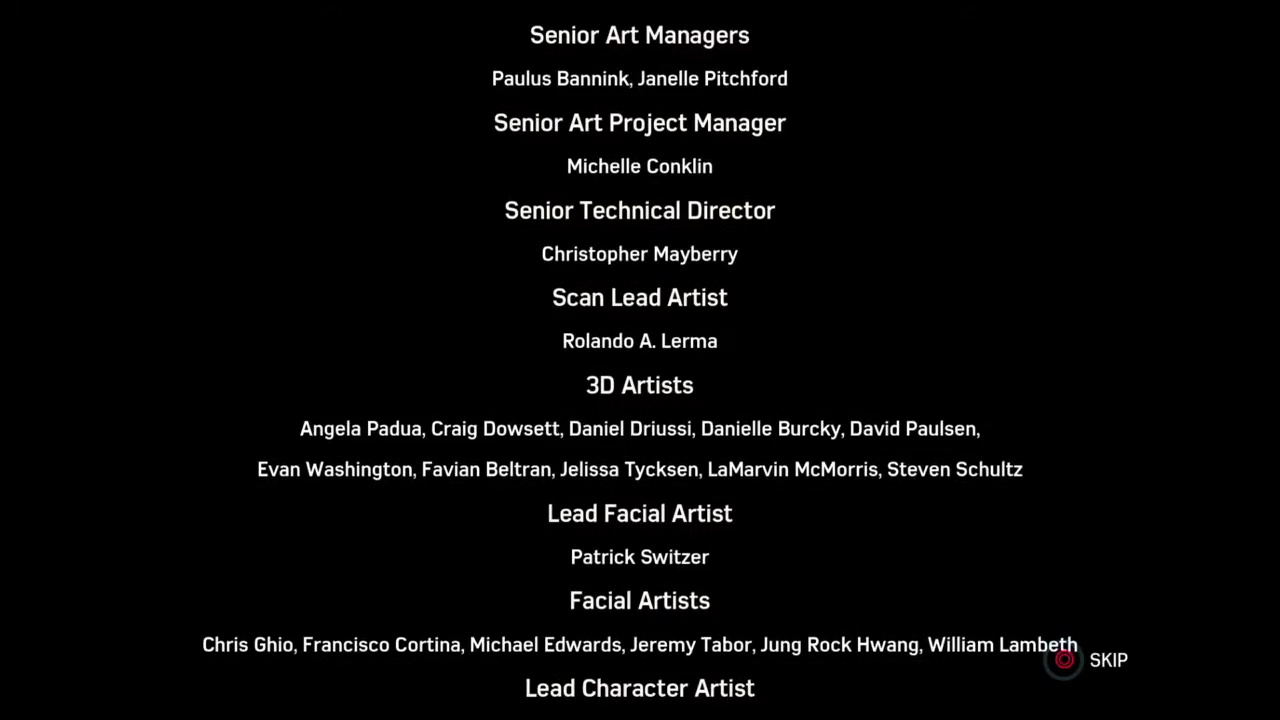 Senior Art Managers
Paulus Bannink, Janelle Pitchford
Senior Art Project Manager
Michelle Conklin
Senior Technical Director
Christopher Mayberry
Scan Lead Artist
Rolando A. Lerma
3D Artists
Angela Padua, Craig Dowsett, Daniel Driussi, Danielle Burcky, David Paulsen,
Evan Washington, Favian Beltran, Jelissa Tycksen, LaMarvin McMorris, Steven Schultz
Lead Facial Artist
Patrick Switzer
Facial Artists
Chris Ghio, Francisco Cortina, Michael Edwards, Jeremy Tabor, Jung Rock Hwang, William Lambeth
SKIP
Lead Character Artist